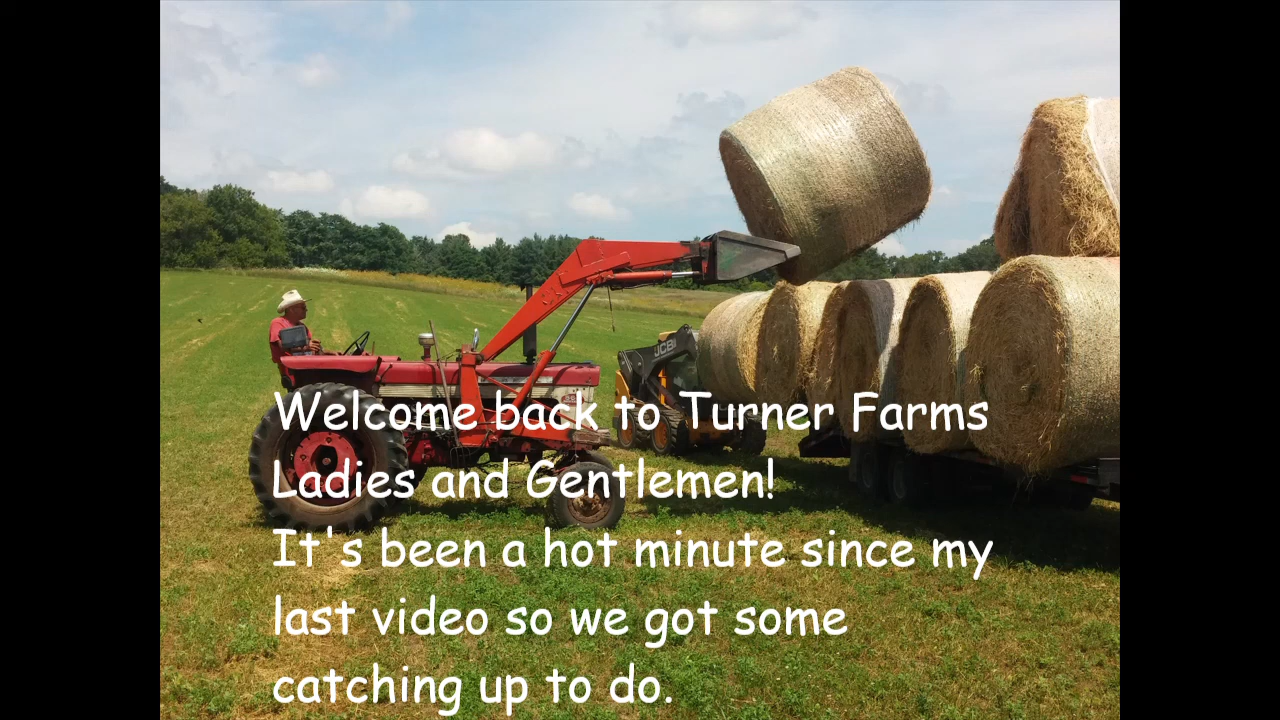 JCB
Welcome back to Turner Farms
Ladies and Gentlemen!
It's been a hot minute since my
last video so we got some
catching up to do.